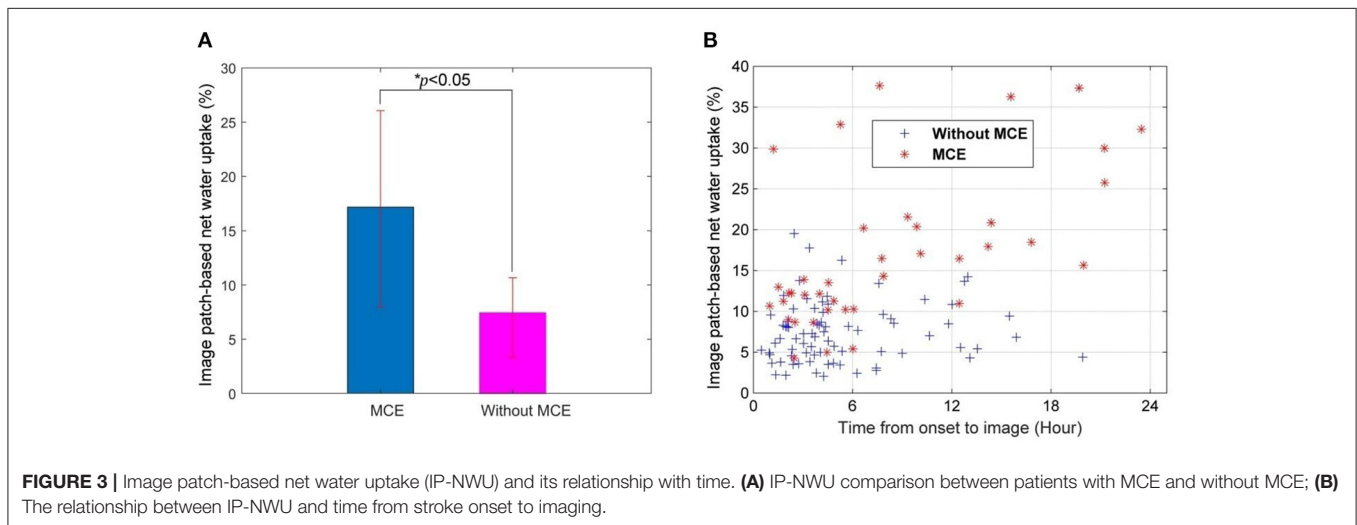 A
30
25
20
15
10
5
0
Image patch-based net water uptake (%)
*p<0.05
MCE
Without MCE
B
40
35
30
25
20
15
10
5
0
Image patch-based net water uptake (%)
Without MCE
MCE
0
6
12
18
24
Time from onset to image (Hour)
FIGURE 3 | Image patch-based net water uptake (IP-NWU) and its relationship with time. (A) IP-NWU comparison between patients with MCE and without MCE; (B)
The relationship between IP-NWU and time from stroke onset to imaging.